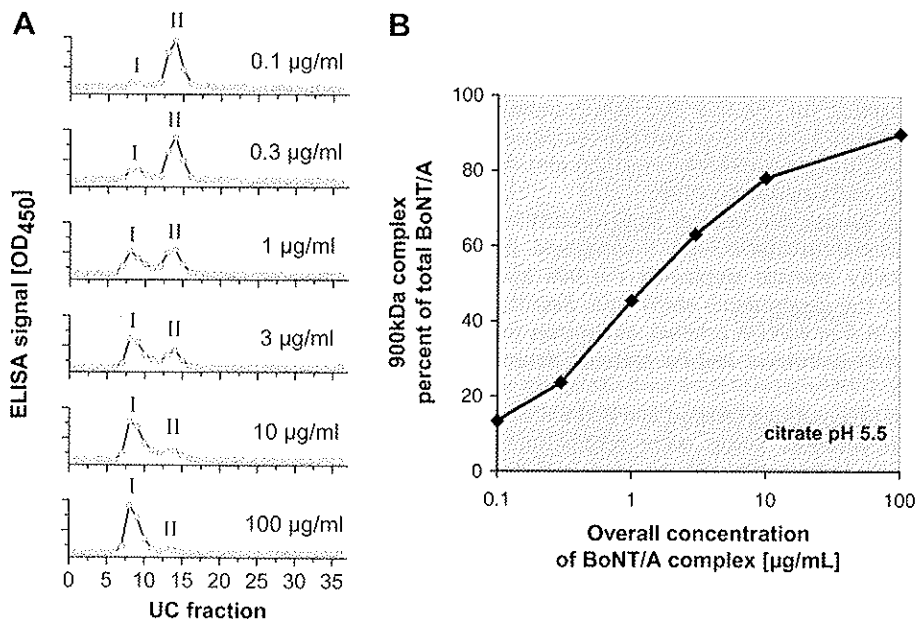 A
I
II
0.1 µg/ml
I
II
0.3 µg/ml
I
II
1 µg/ml
I
II
3 µg/ml
I
II
10 µg/ml
I
II
100 µg/ml
0 5 10 15 20 25 30 35
UC fraction
ELISA signal [OD450]
B
900kDa complex
percent of total BoNT/A
100
80
60
40
20
0
citrate pH 5.5
0.1 1 10 100
Overall concentration
of BoNT/A complex [µg/mL]